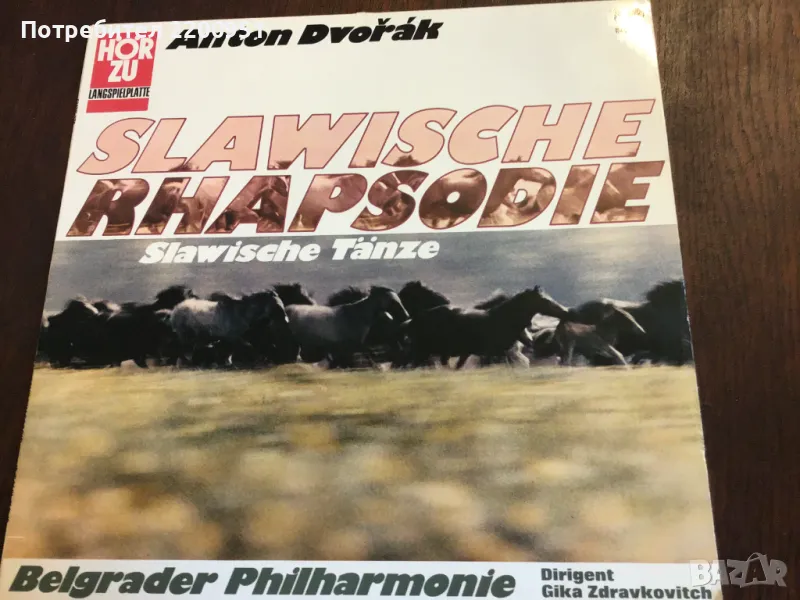 Потребител
Anton Dvořák
HÖR
ZU
LANGSPIELPLATTE
SLAWISCHE
RHAPSODIE
Slawische Tänze
Belgrader Philharmonie
Dirigent
Gika Zdravkovitch
BAZAR